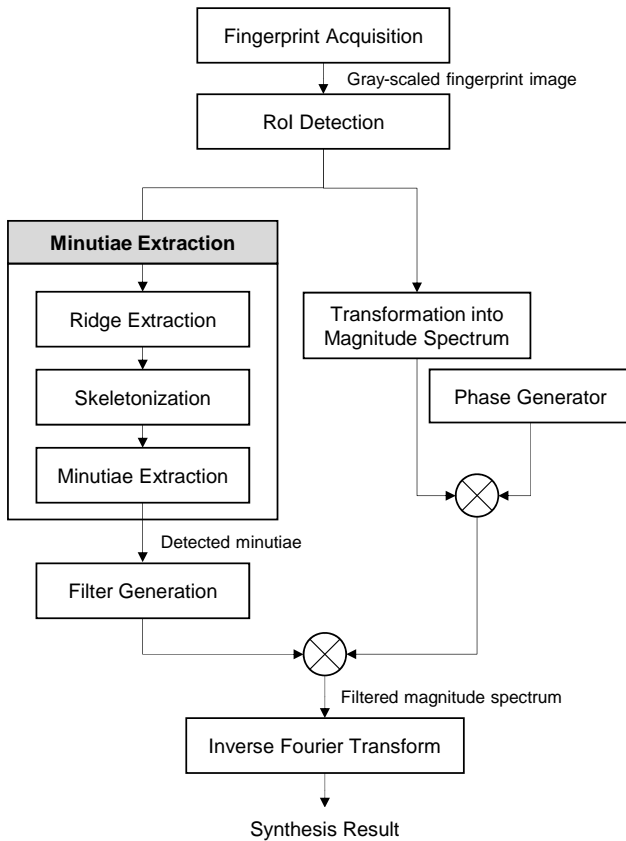 Fingerprint Acquisition
Gray-scaled fingerprint image
RoI Detection
Minutiae Extraction
Ridge Extraction
Skeletonization
Minutiae Extraction
Detected minutiae
Filter Generation
Transformation into
Magnitude Spectrum
Phase Generator
Filtered magnitude spectrum
Inverse Fourier Transform
Synthesis Result